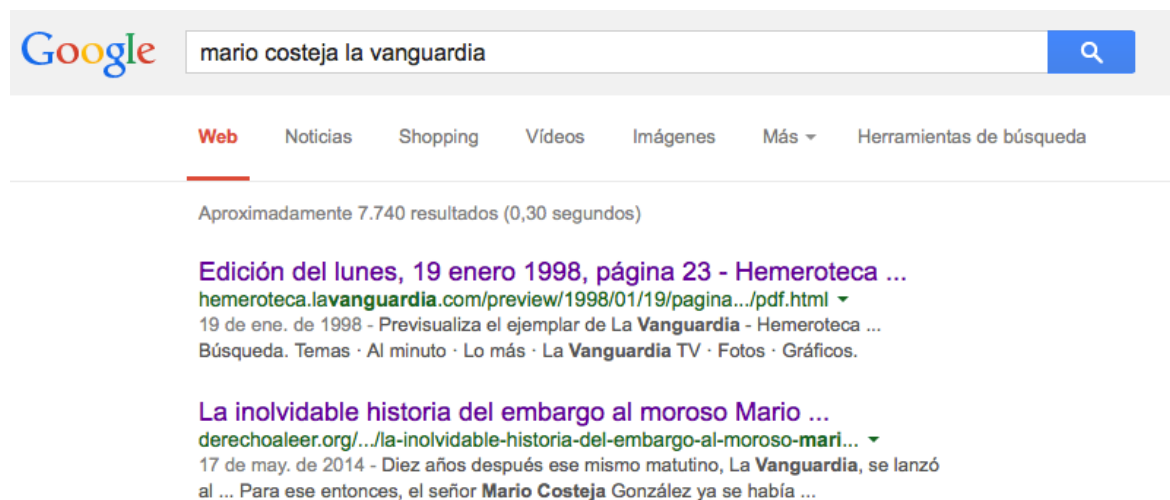 Google mario costeja la vanguardia
Web Noticias Shopping Vídeos Imágenes Más Herramientas de búsqueda
Aproximadamente 7.740 resultados (0,30 segundos)
Edición del lunes, 19 enero 1998, página 23 - Hemeroteca ...
hemeroteca.lavanguardia.com/preview/1998/01/19/pagina.../pdf.html
19 de ene. de 1998 - Previsualiza el ejemplar de La Vanguardia - Hemeroteca ...
Búsqueda. Temas · Al minuto · Lo más · La Vanguardia TV · Fotos · Gráficos.
La inolvidable historia del embargo al moroso Mario ...
derechoaleer.org/.../la-inolvidable-historia-del-embargo-al-moroso-mari...
17 de may. de 2014 - Diez años después ese mismo matutino, La Vanguardia, se lanzó
al ... Para ese entonces, el señor Mario Costeja González ya se había ...